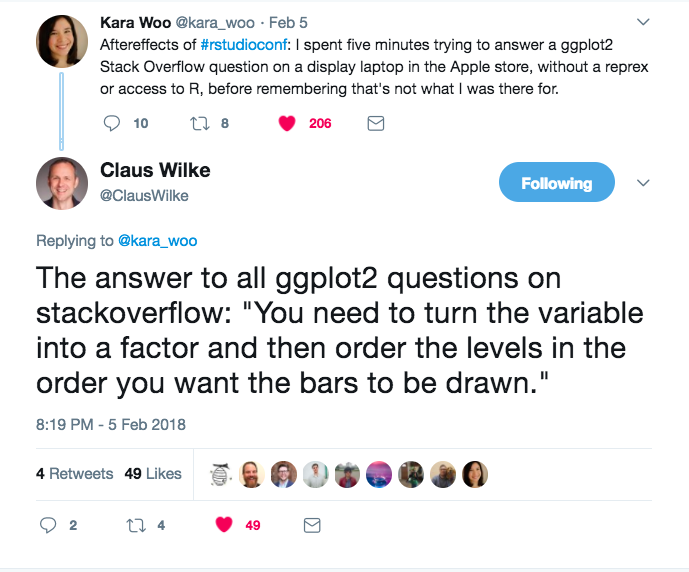 Kara Woo @kara_woo · Feb 5
Aftereffects of #rstudioconf: I spent five minutes trying to answer a ggplot2
Stack Overflow question on a display laptop in the Apple store, without a reprex
or access to R, before remembering that's not what I was there for.
10 8 206
Claus Wilke
@ClausWilke
Following
Replying to @kara_woo
The answer to all ggplot2 questions on
stackoverflow: "You need to turn the variable
into a factor and then order the levels in the
order you want the bars to be drawn."
8:19 PM - 5 Feb 2018
4 Retweets 49 Likes
2 4 49